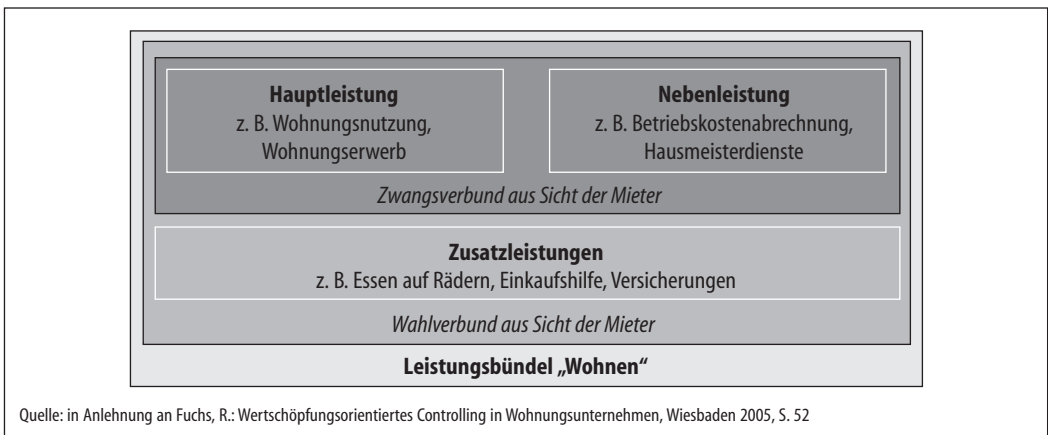 Hauptleistung
z. B. Wohnungsnutzung,
Wohnungserwerb
Nebenleistung
z. B. Betriebskostenabrechnung,
Hausmeisterdienste
Zwangsverbund aus Sicht der Mieter
Zusatzleistungen
z. B. Essen auf Rädern, Einkaufshilfe, Versicherungen
Wahlverbund aus Sicht der Mieter
Leistungsbündel „Wohnen“
Quelle: in Anlehnung an Fuchs, R.: Wertschöpfungsorientiertes Controlling in Wohnungsunternehmen, Wiesbaden 2005, S. 52